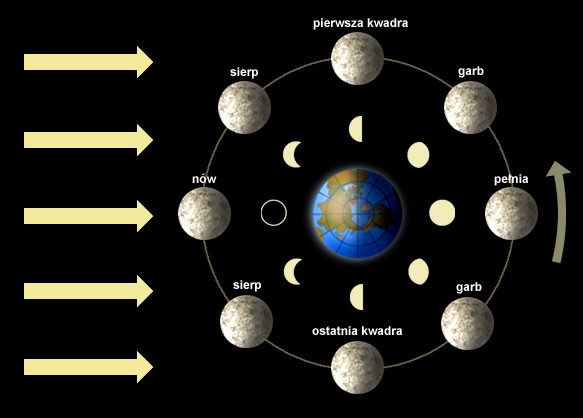 pierwsza kwadra
sierp
garb
nów
pełnia
sierp
garb
ostatnia kwadra